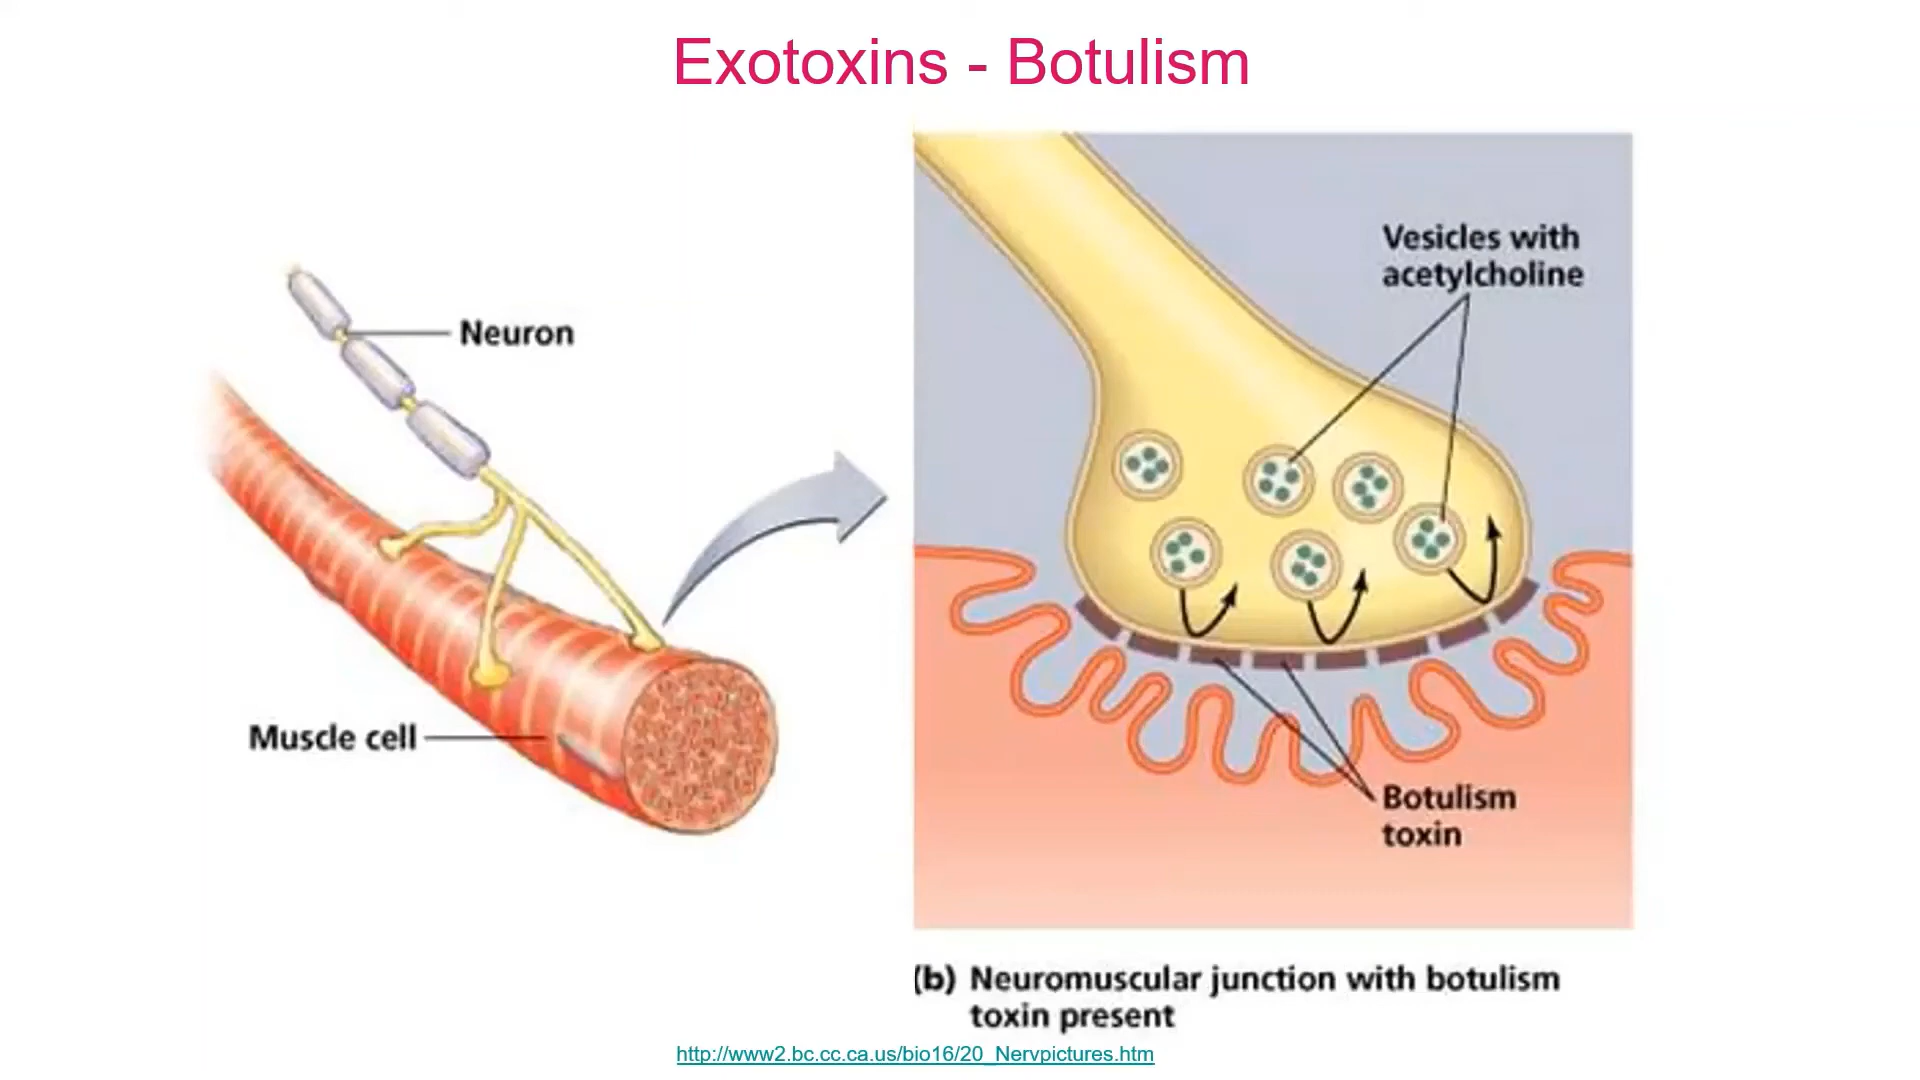 Exotoxins - Botulism
Vesicles with
acetylcholine
Neuron
Muscle cell
Botulism
toxin
(b) Neuromuscular junction with botulism
toxin present
http://www2.bc.cc.ca.us/bio16/20_Nervpictures.htm